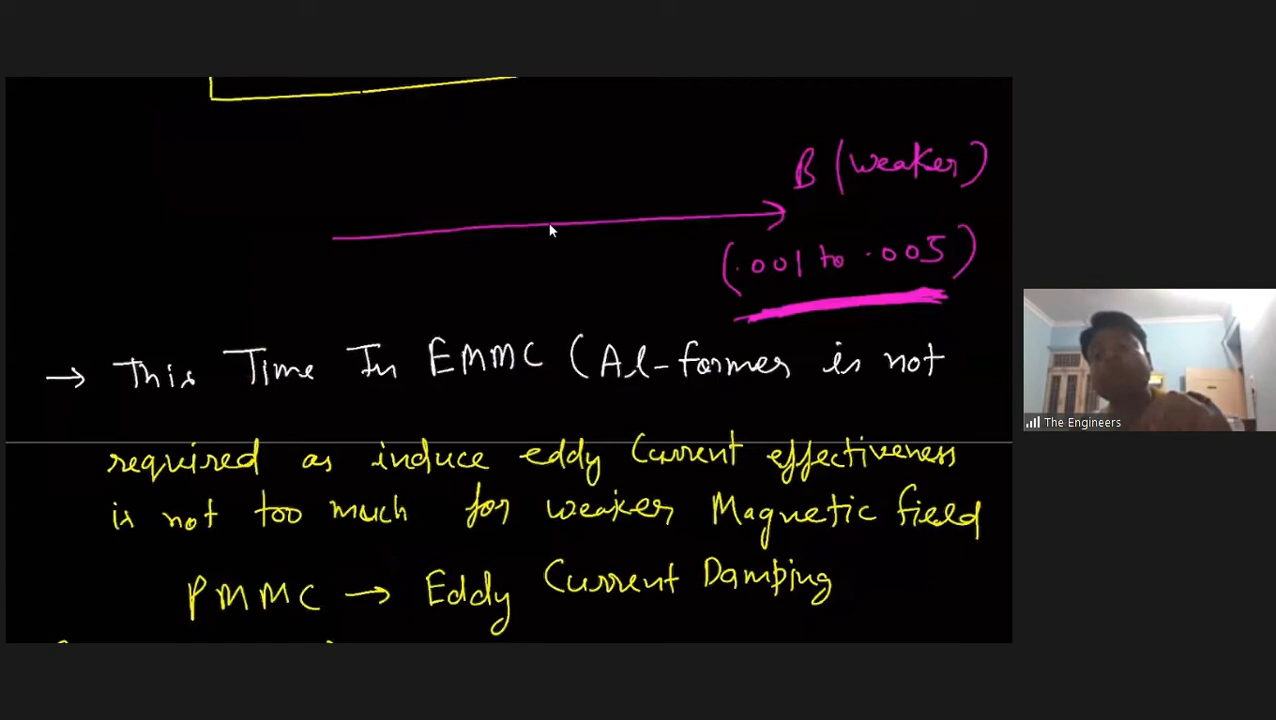 B (weaker)
(.001 to .005)
→ This Time In EMMC (Al-former is not
required as induce eddy Current effectiveness
is not too much for weaker Magnetic field
PMMC → Eddy Current Damping
The Engineers